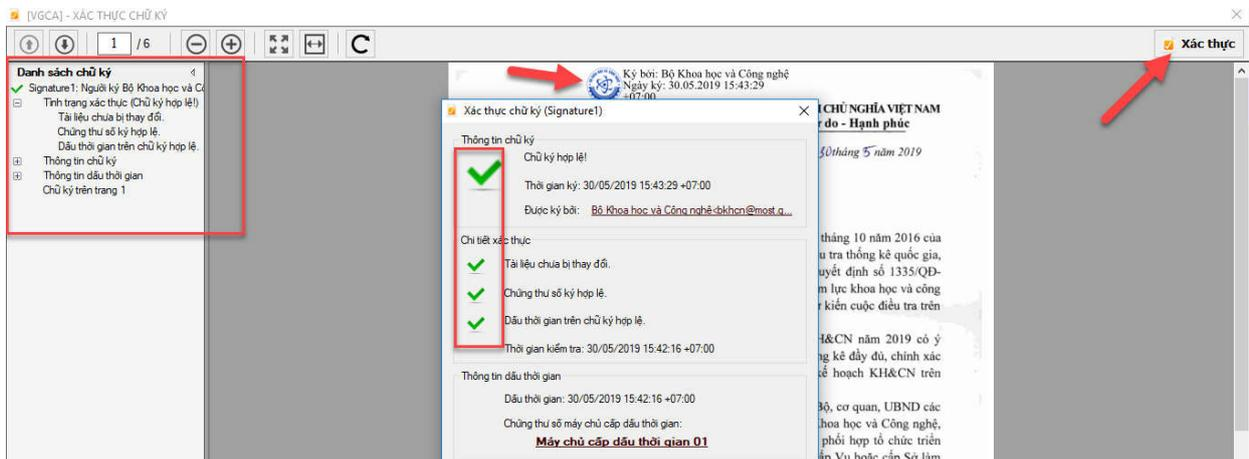 [VGCA] - XÁC THỰC CHỮ KÝ
1 /6
Xác thực
Danh sách chữ ký
Signature1: Người ký Bộ Khoa học và Cô
Tình trạng xác thực (Chữ ký hợp lệ!)
Tài liệu chưa bị thay đổi.
Chứng thư số ký hợp lệ.
Dấu thời gian trên chữ ký hợp lệ.
Thông tin chữ ký
Thông tin dấu thời gian
Chữ ký trên trang 1
Ký bởi: Bộ Khoa học và Công nghệ
Ngày ký: 30.05.2019 15:43:29
+07:00
Xác thực chữ ký (Signature1)
Thông tin chữ ký
Chữ ký hợp lệ!
Thời gian ký: 30/05/2019 15:43:29 +07:00
Được ký bởi: Bộ Khoa học và Công nghệ<bkhcn@most.g...
Chi tiết xác thực
Tài liệu chưa bị thay đổi.
Chứng thư số ký hợp lệ.
Dấu thời gian trên chữ ký hợp lệ.
Thời gian kiểm tra: 30/05/2019 15:42:16 +07:00
Thông tin dấu thời gian
Dấu thời gian: 30/05/2019 15:42:16 +07:00
Chứng thư số máy chủ cấp dấu thời gian:
Máy chủ cấp dấu thời gian 01
I CHỦ NGHĨA VIỆT NAM
do - Hạnh phúc
30 tháng 5 năm 2019
tháng 10 năm 2016 của
u tra thống kê quốc gia,
uyết định số 1335/QĐ-
m lực khoa học và công
kiến cuộc điều tra trên
H&CN năm 2019 có ý
ng kê đầy đủ, chính xác
kế hoạch KH&CN trên
Bộ, cơ quan, UBND các
hoa học và Công nghệ,
phối hợp tổ chức triển
ấp Vụ hoặc cấp Sở làm